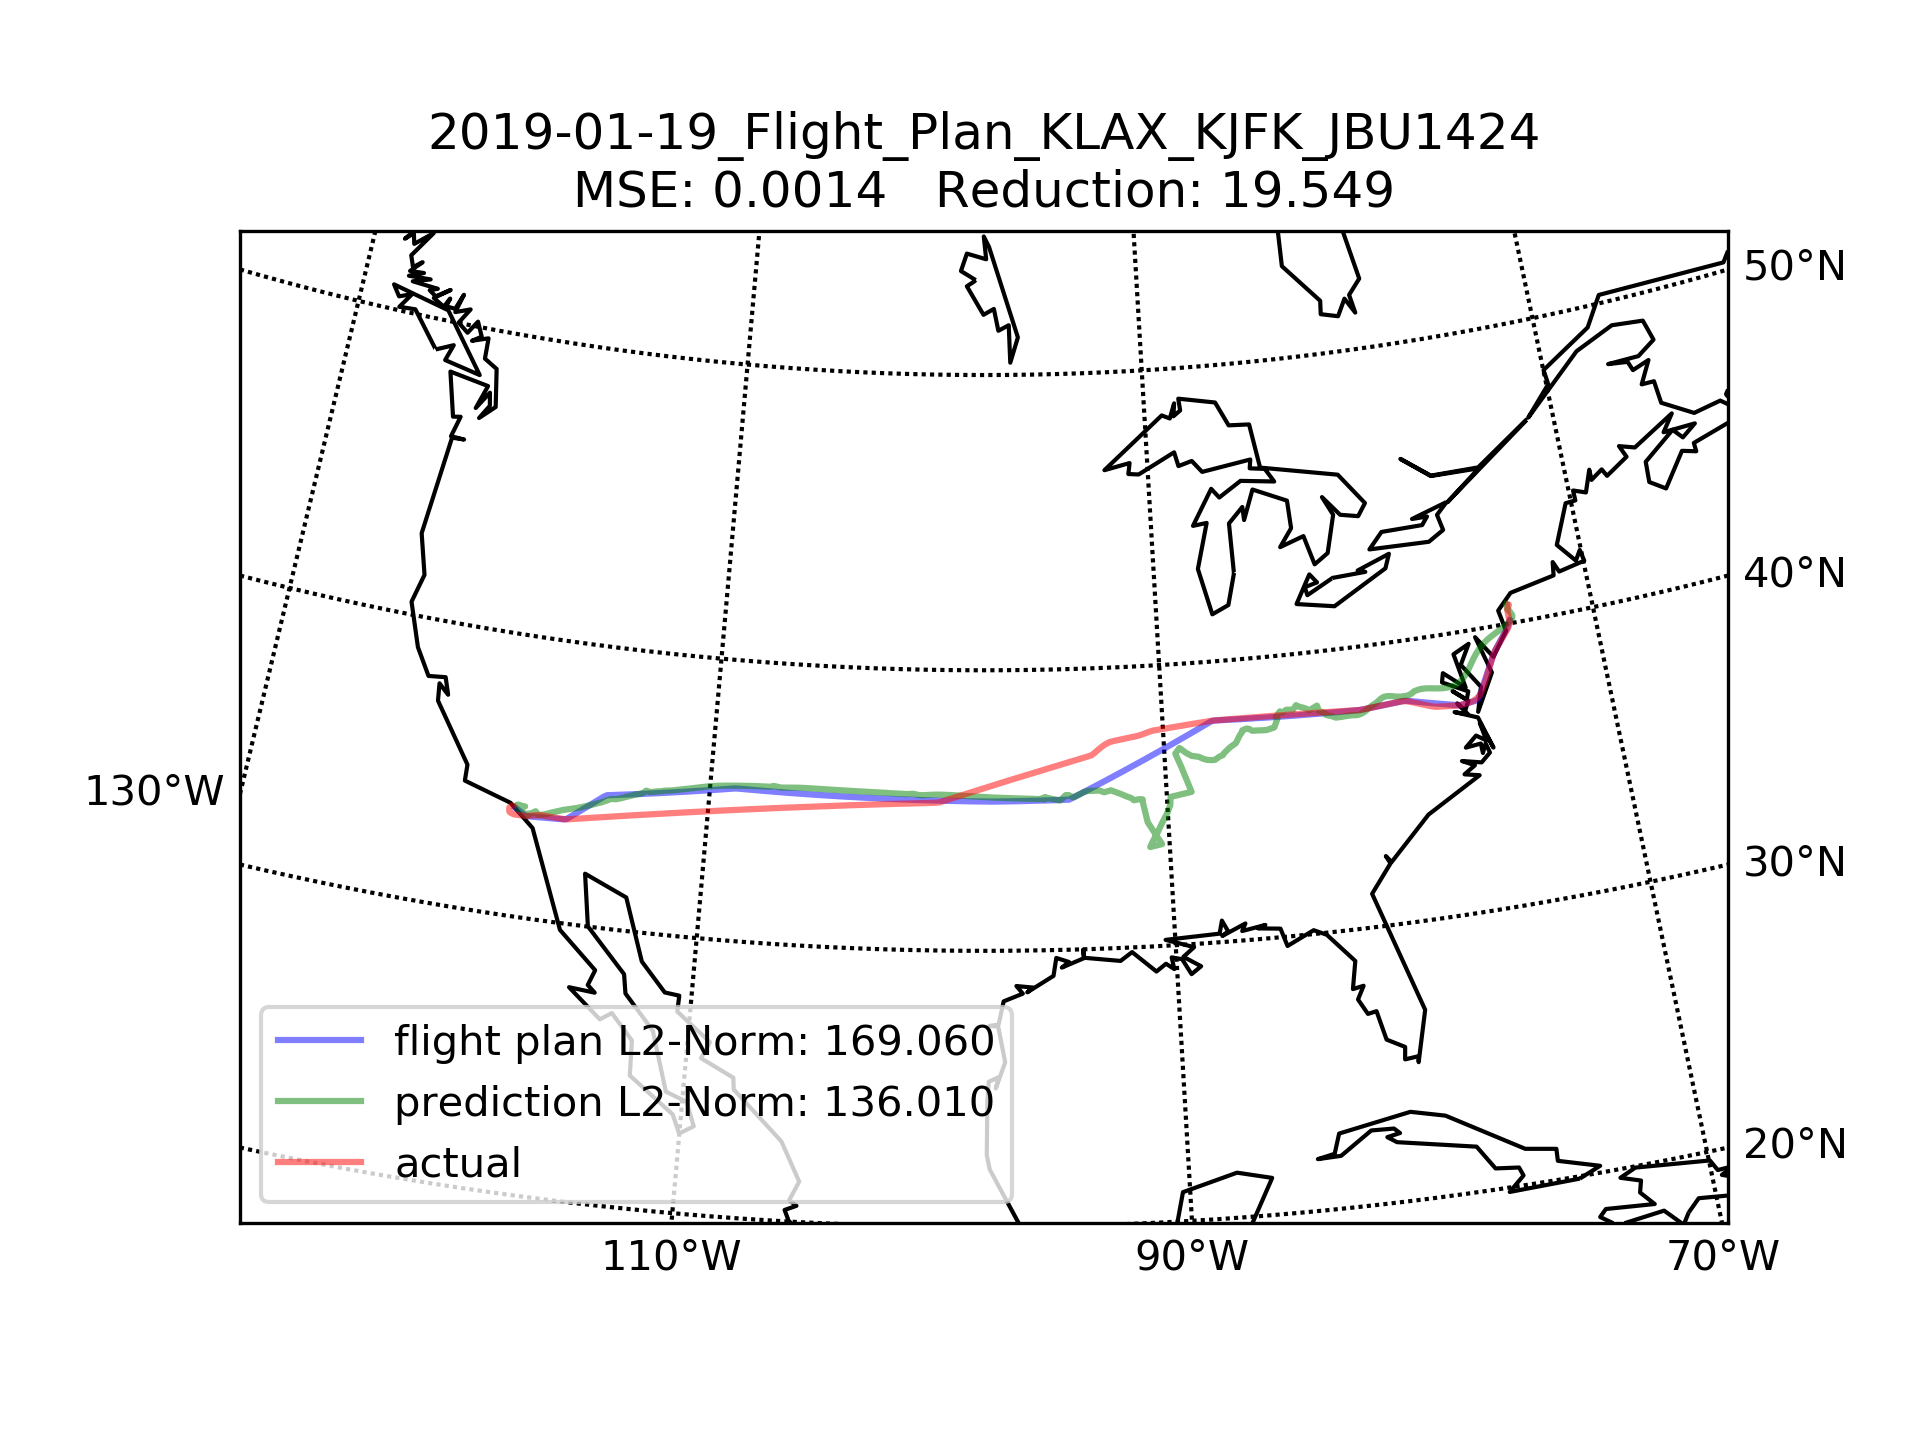 2019-01-19_Flight_Plan_KLAX_KJFK_JBU1424
MSE: 0.0014   Reduction: 19.549
50°N
40°N
130°W
30°N
flight plan L2-Norm: 169.060
prediction L2-Norm: 136.010
actual
20°N
110°W
90°W
70°W